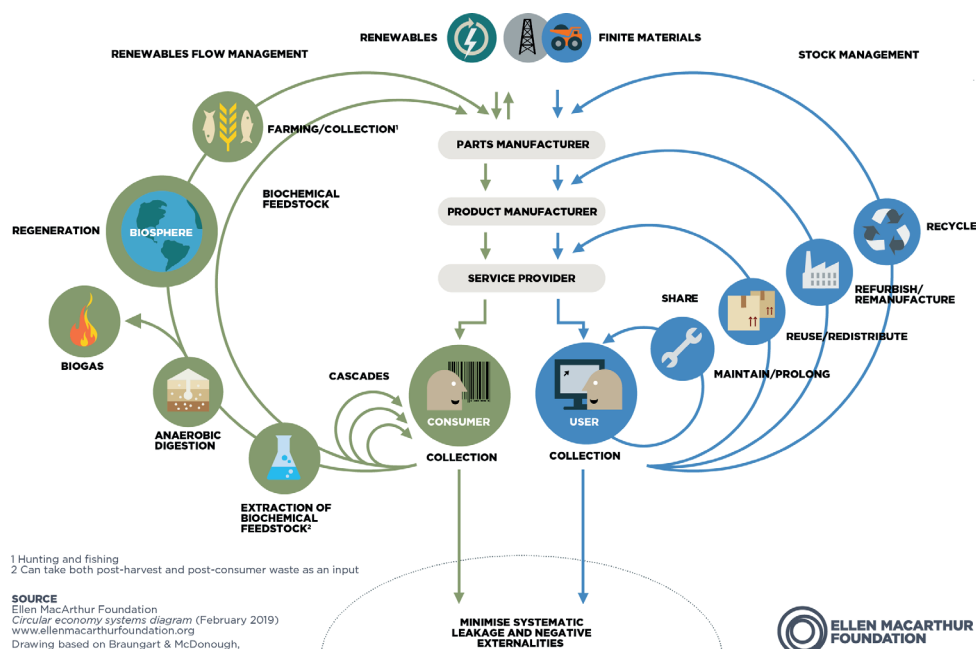 RENEWABLES
FINITE MATERIALS
RENEWABLES FLOW MANAGEMENT
STOCK MANAGEMENT
FARMING/COLLECTION¹
PARTS MANUFACTURER
BIOCHEMICAL
FEEDSTOCK
PRODUCT MANUFACTURER
REGENERATION
BIOSPHERE
RECYCLE
SERVICE PROVIDER
REFURBISH/
REMANUFACTURE
SHARE
REUSE/REDISTRIBUTE
BIOGAS
MAINTAIN/PROLONG
CASCADES
CONSUMER
USER
ANAEROBIC
DIGESTION
COLLECTION
COLLECTION
EXTRACTION OF
BIOCHEMICAL
FEEDSTOCK²
1 Hunting and fishing
2 Can take both post-harvest and post-consumer waste as an input
SOURCE
Ellen MacArthur Foundation
Circular economy systems diagram (February 2019)
www.ellenmacarthurfoundation.org
Drawing based on Braungart & McDonough,
MINIMISE SYSTEMATIC
LEAKAGE AND NEGATIVE
EXTERNALITIES
ELLEN MACARTHUR
FOUNDATION